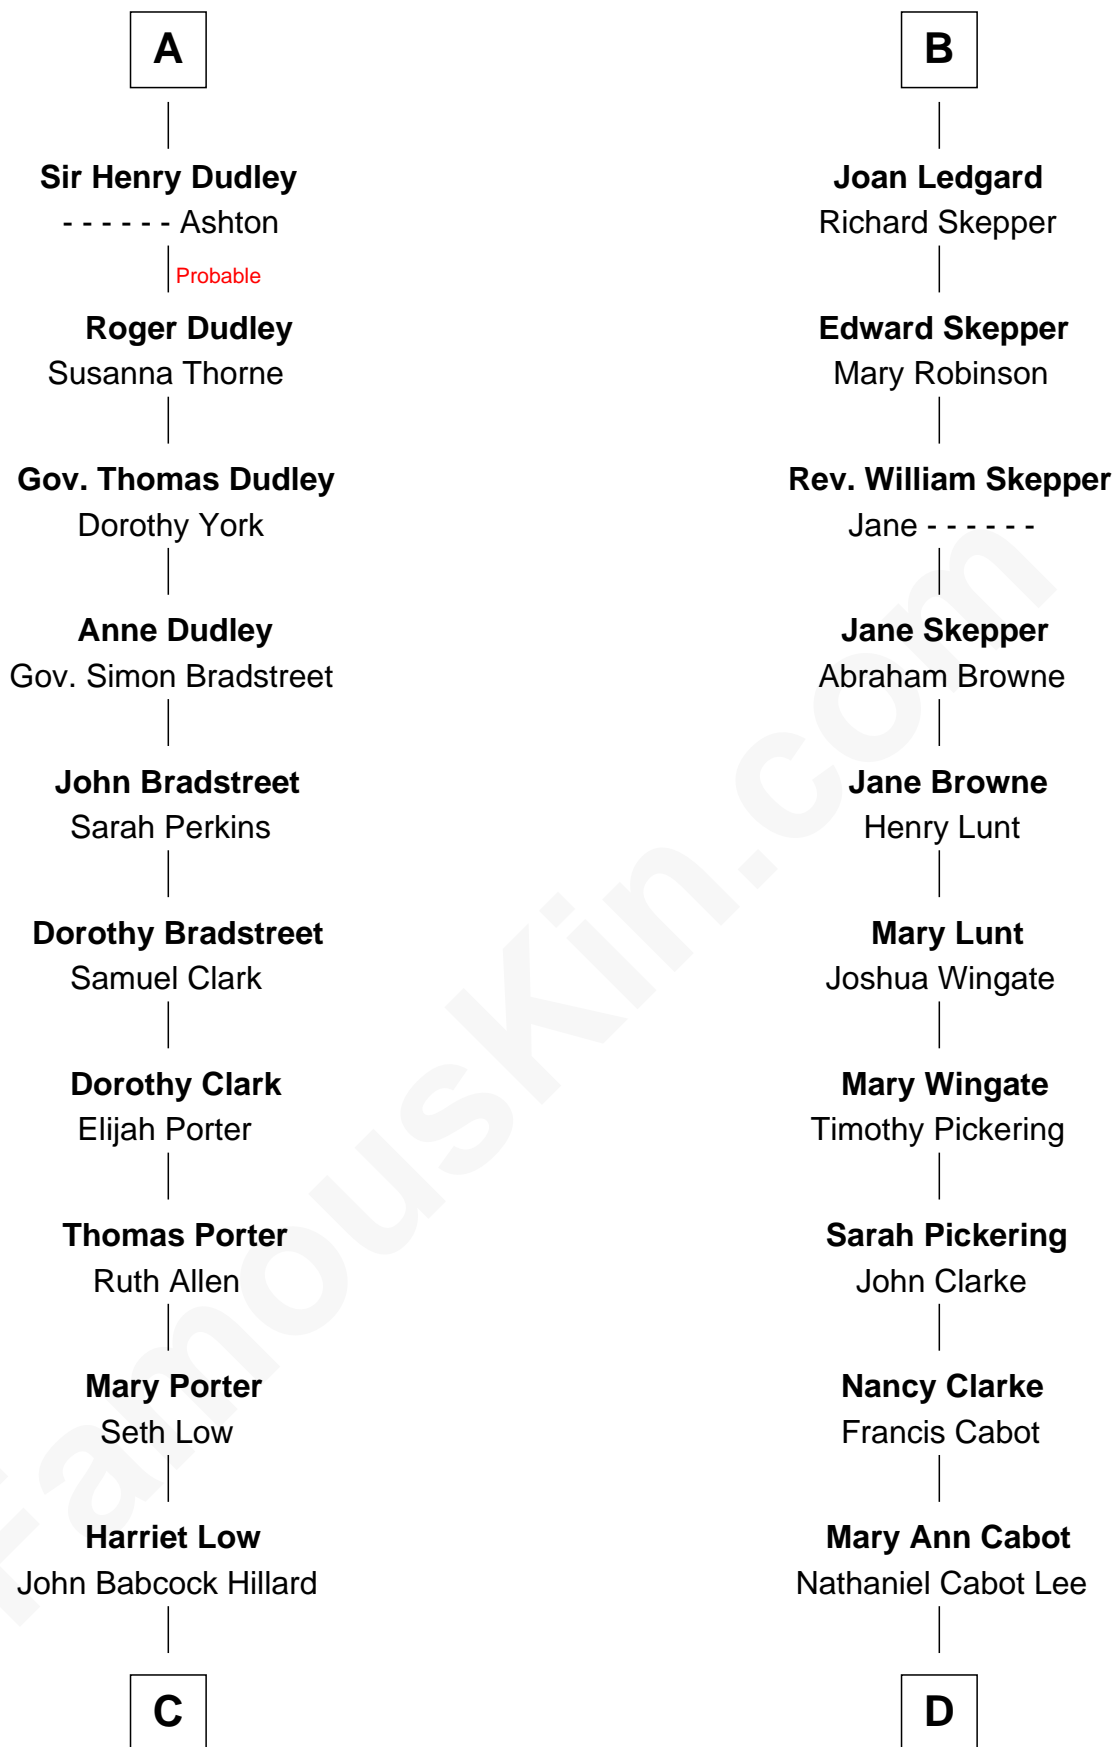 A
Sir Henry Dudley
- - - - - - Ashton
Probable
Roger Dudley
Susanna Thorne
Gov. Thomas Dudley
Dorothy York
Anne Dudley
Gov. Simon Bradstreet
John Bradstreet
Sarah Perkins
Dorothy Bradstreet
Samuel Clark
Dorothy Clark
Elijah Porter
Thomas Porter
Ruth Allen
Mary Porter
Seth Low
Harriet Low
John Babcock Hillard
C
B
Joan Ledgard
Richard Skepper
Edward Skepper
Mary Robinson
Rev. William Skepper
Jane - - - - - -
Jane Skepper
Abraham Browne
Jane Browne
Henry Lunt
Mary Lunt
Joshua Wingate
Mary Wingate
Timothy Pickering
Sarah Pickering
John Clarke
Nancy Clarke
Francis Cabot
Mary Ann Cabot
Nathaniel Cabot Lee
D
FamousKin.com